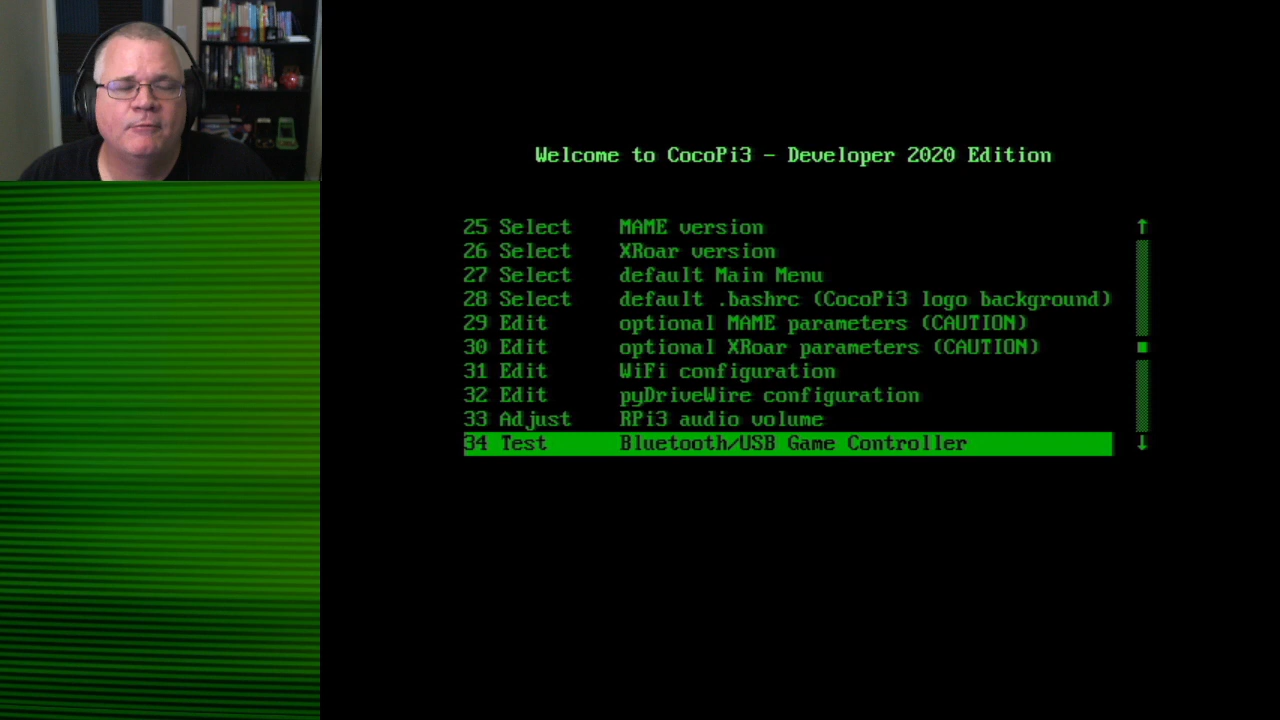 Welcome to CocoPi3 - Developer 2020 Edition
25 Select MAME version
26 Select XRoar version
27 Select default Main Menu
28 Select default .bashrc (CocoPi3 logo background)
29 Edit optional MAME parameters (CAUTION)
30 Edit optional XRoar parameters (CAUTION)
31 Edit WiFi configuration
32 Edit pyDriveWire configuration
33 Adjust RPi3 audio volume
34 Test Bluetooth/USB Game Controller